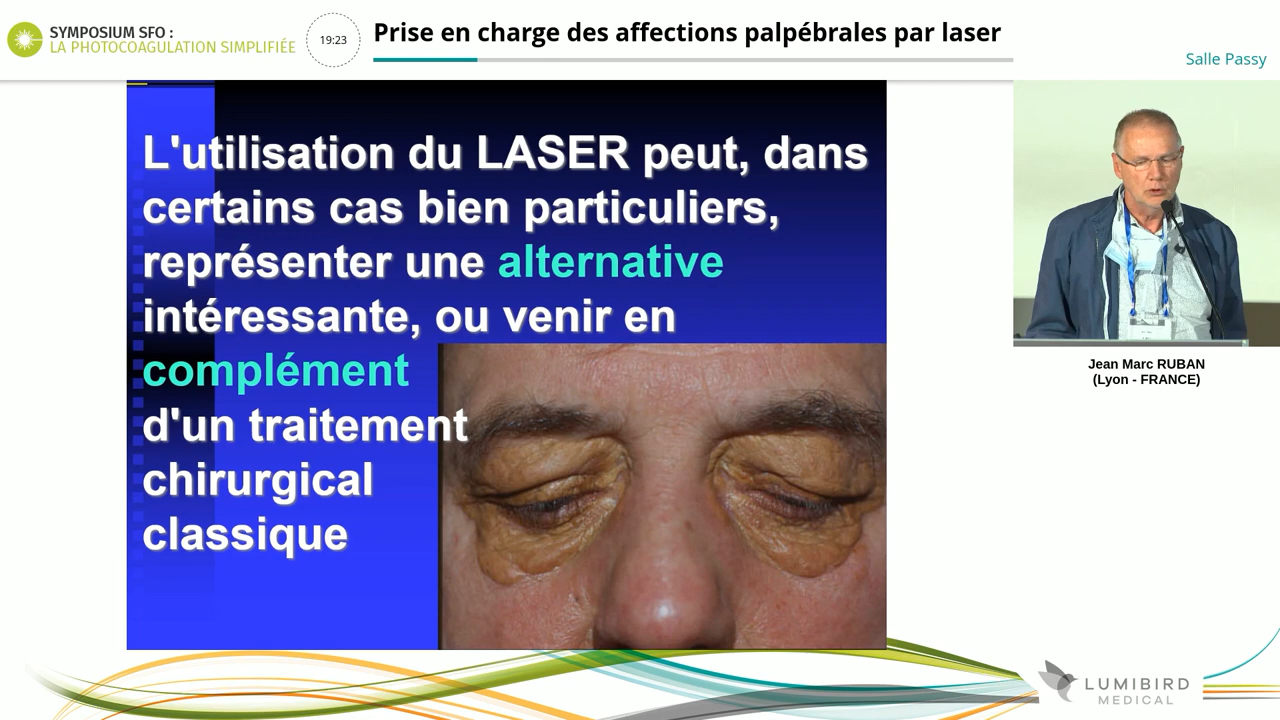 SYMPOSIUM SFO :
LA PHOTOCOAGULATION SIMPLIFIÉE
19:23
Prise en charge des affections palpébrales par laser
Salle Passy
L'utilisation du LASER peut, dans
certains cas bien particuliers,
représenter une alternative
intéressante, ou venir en
complément
d'un traitement
chirurgical
classique
Jean Marc RUBAN
(Lyon - FRANCE)
LUMIBIRD
MEDICAL